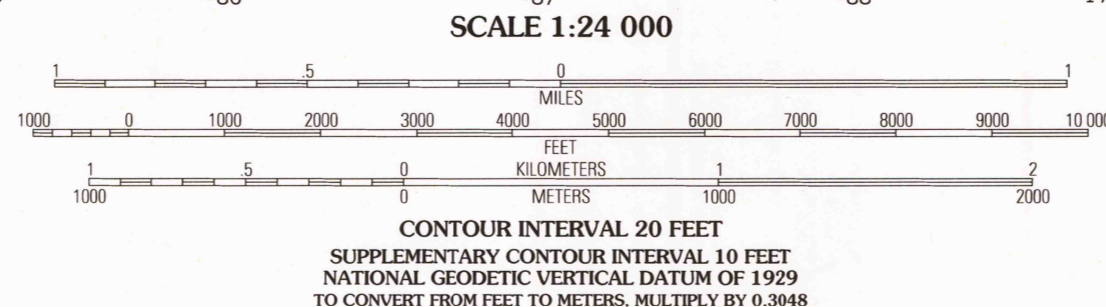 SCALE 1:24 000
1 .5 0 1
MILES
1000 0 1000 2000 3000 4000 5000 6000 7000 8000 9000 10 000
FEET
1 .5 0 KILOMETERS 1 2
1000 0 METERS 1000 2000
CONTOUR INTERVAL 20 FEET
SUPPLEMENTARY CONTOUR INTERVAL 10 FEET
NATIONAL GEODETIC VERTICAL DATUM OF 1929
TO CONVERT FROM FEET TO METERS, MULTIPLY BY 0.3048